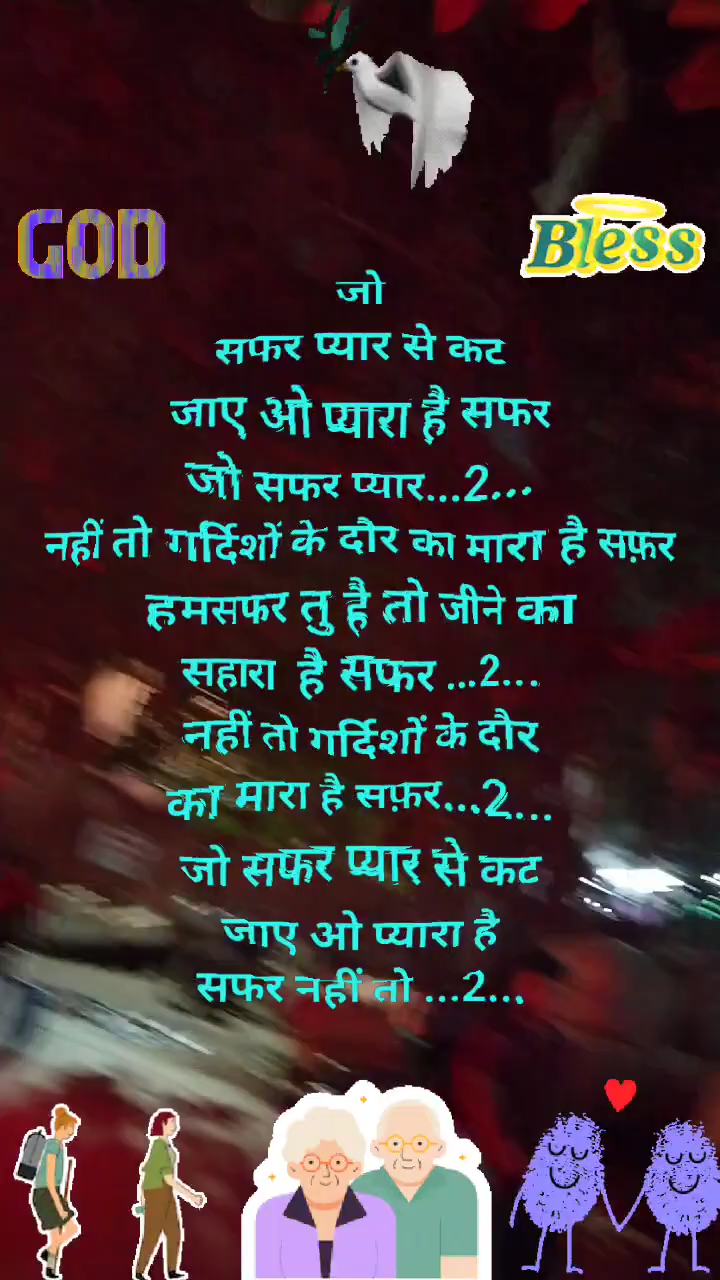 GOD
Bless
जो
सफर प्यार से कट
जाए ओ प्यारा है सफर
जो सफर प्यार...2...
नहीं तो गर्दिशों के दौर का मारा है सफ़र
हमसफर तु है तो जीने का
सहारा है सफर ...2...
नहीं तो गर्दिशों के दौर
का मारा है सफ़र...2...
जो सफर प्यार से कट
जाए ओ प्यारा है
सफर नहीं तो ...2...